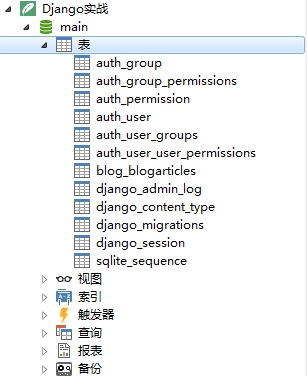 Django实战
main
表
auth_group
auth_group_permissions
auth_permission
auth_user
auth_user_groups
auth_user_user_permissions
blog_blogarticles
django_admin_log
django_content_type
django_migrations
django_session
sqlite_sequence
视图
索引
触发器
查询
报表
备份